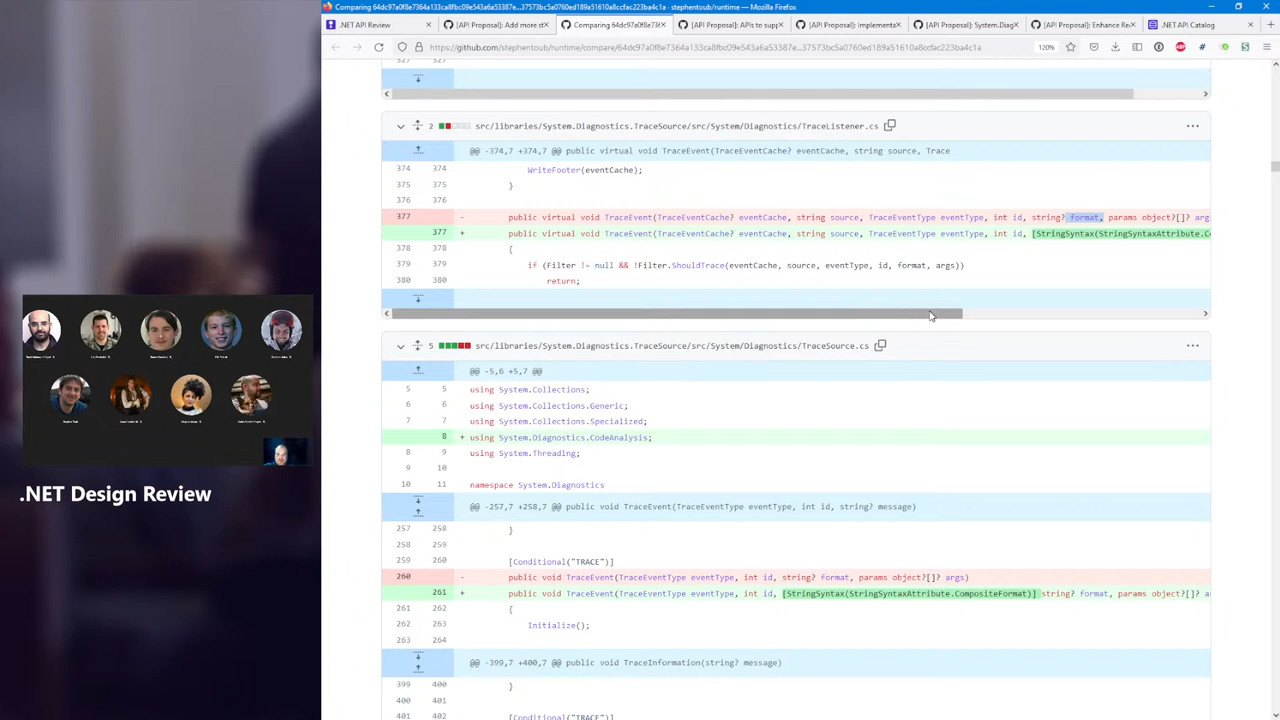 Comparing 64dc97a0f8264a133ca8fbc043a6a53387e · stephentoub/runtime — Mozilla Firefox
.NET API Review
[API Proposal]: Add more st
Comparing 64dc97a0f8264
[API Proposal]: APIs to supp
[API Proposal]: Implementa
[API Proposal]: System.Diag
[API Proposal]: Enhance Re
.NET API Catalog
120%
527 527
2 src/libraries/System.Diagnostics.TraceSource/src/System/Diagnostics/TraceListener.cs
@@ -374,7 +374,7 @@ public virtual void TraceEvent(TraceEventCache? eventCache, string source, Trace
374 374 WriteFooter(eventCache);
375 375 }
376 376
377 - public virtual void TraceEvent(TraceEventCache? eventCache, string source, TraceEventType eventType, int id, string? format, params object?[]? arg
377 + public virtual void TraceEvent(TraceEventCache? eventCache, string source, TraceEventType eventType, int id, [StringSyntax(StringSyntaxAttribute.Co
378 378 {
379 379 if (Filter != null && !Filter.ShouldTrace(eventCache, source, eventType, id, format, args))
380 380 return;
5 src/libraries/System.Diagnostics.TraceSource/src/System/Diagnostics/TraceSource.cs
@@ -5,6 +5,7 @@
5 5 using System.Collections;
6 6 using System.Collections.Generic;
7 7 using System.Collections.Specialized;
8 + using System.Diagnostics.CodeAnalysis;
8 9 using System.Threading;
9 10
10 11 namespace System.Diagnostics
@@ -257,7 +258,7 @@ public void TraceEvent(TraceEventType eventType, int id, string? message)
257 258 }
258 259
259 260 [Conditional("TRACE")]
260 - public void TraceEvent(TraceEventType eventType, int id, string? format, params object?[]? args)
261 + public void TraceEvent(TraceEventType eventType, int id, [StringSyntax(StringSyntaxAttribute.CompositeFormat)] string? format, params object?[]? ar
261 262 {
262 263 Initialize();
263 264
@@ -399,7 +400,7 @@ public void TraceInformation(string? message)
399 400 }
400 401
401 402 [Conditional("TRACE")]
.NET Design Review